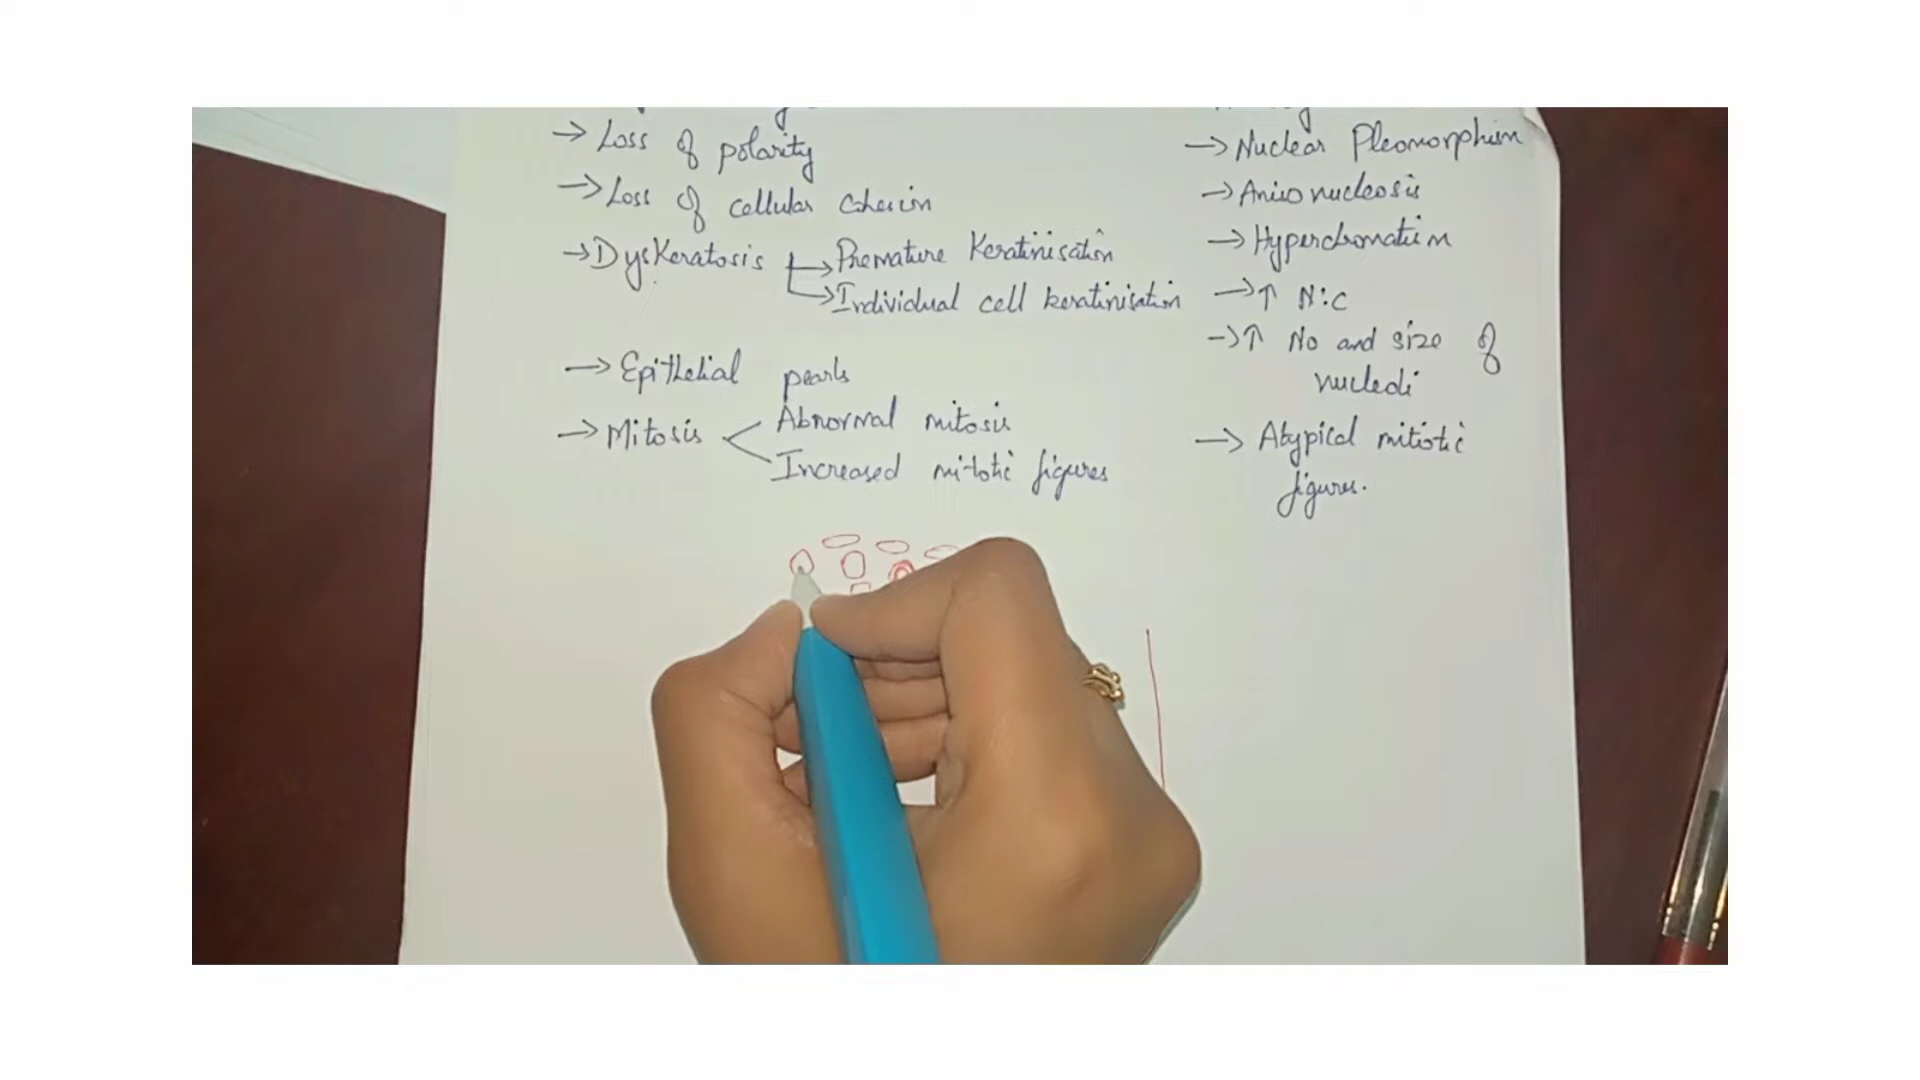 → Loss of polarity
→ Loss of cellular cohesion
→ Dyskeratosis → Premature Keratinisation
→ Individual cell keratinisation
→ Epithelial pearls
→ Mitosis < Abnormal mitosis
Increased mitotic figures
→ Nuclear Pleomorphism
→ Anisonucleosis
→ Hyperchromatism
→ ↑ N:C
→ ↑ No and size of
nucleoli
→ Atypical mitiotic
figures.